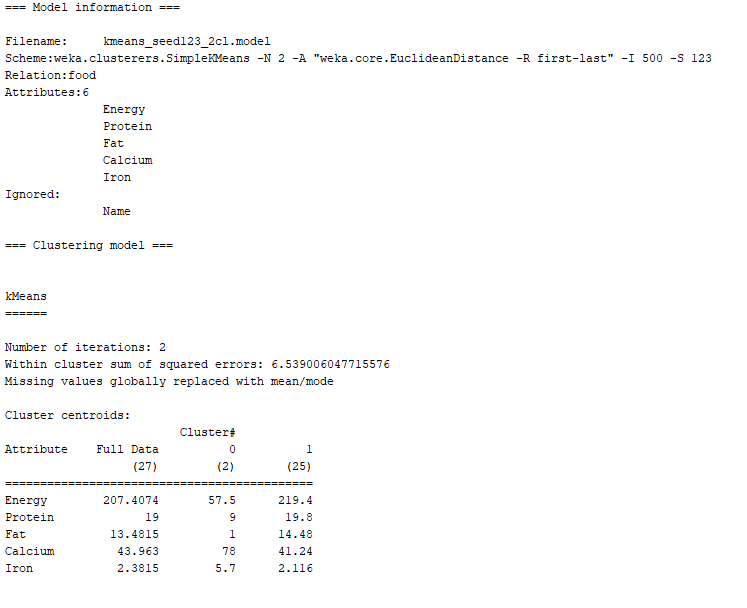 === Model information ===
Filename: kmeans_seed123_2cl.model
Scheme:weka.clusterers.SimpleKMeans -N 2 -A "weka.core.EuclideanDistance -R first-last" -I 500 -S 123
Relation:food
Attributes:6
Energy
Protein
Fat
Calcium
Iron
Ignored:
Name
=== Clustering model ===
kMeans
======
Number of iterations: 2
Within cluster sum of squared errors: 6.539006047715576
Missing values globally replaced with mean/mode
Cluster centroids:
Cluster#
Attribute Full Data 0 1
(27) (2) (25)
============================================
Energy 207.4074 57.5 219.4
Protein 19 9 19.8
Fat 13.4815 1 14.48
Calcium 43.963 78 41.24
Iron 2.3815 5.7 2.116